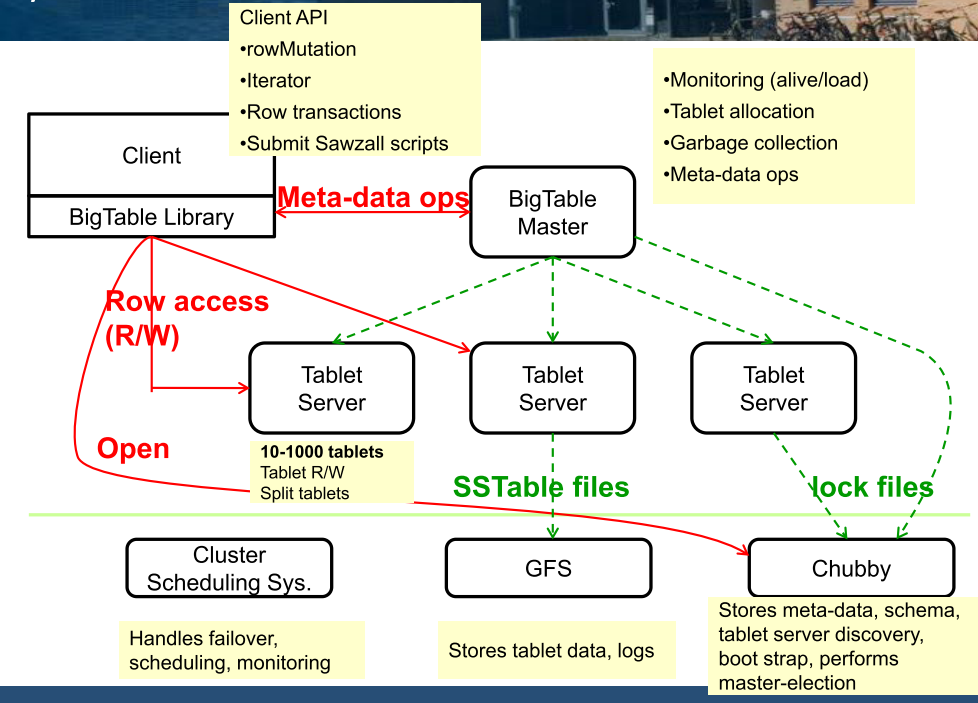 Client API
•rowMutation
•Iterator
•Row transactions
•Submit Sawzall scripts
•Monitoring (alive/load)
•Tablet allocation
•Garbage collection
•Meta-data ops
Client
BigTable Library
Meta-data ops
BigTable
Master
Row access
(R/W)
Tablet
Server
Tablet
Server
Tablet
Server
Open
10-1000 tablets
Tablet R/W
Split tablets
SSTable files
lock files
Cluster
Scheduling Sys.
GFS
Chubby
Handles failover,
scheduling, monitoring
Stores tablet data, logs
Stores meta-data, schema,
tablet server discovery,
boot strap, performs
master-election